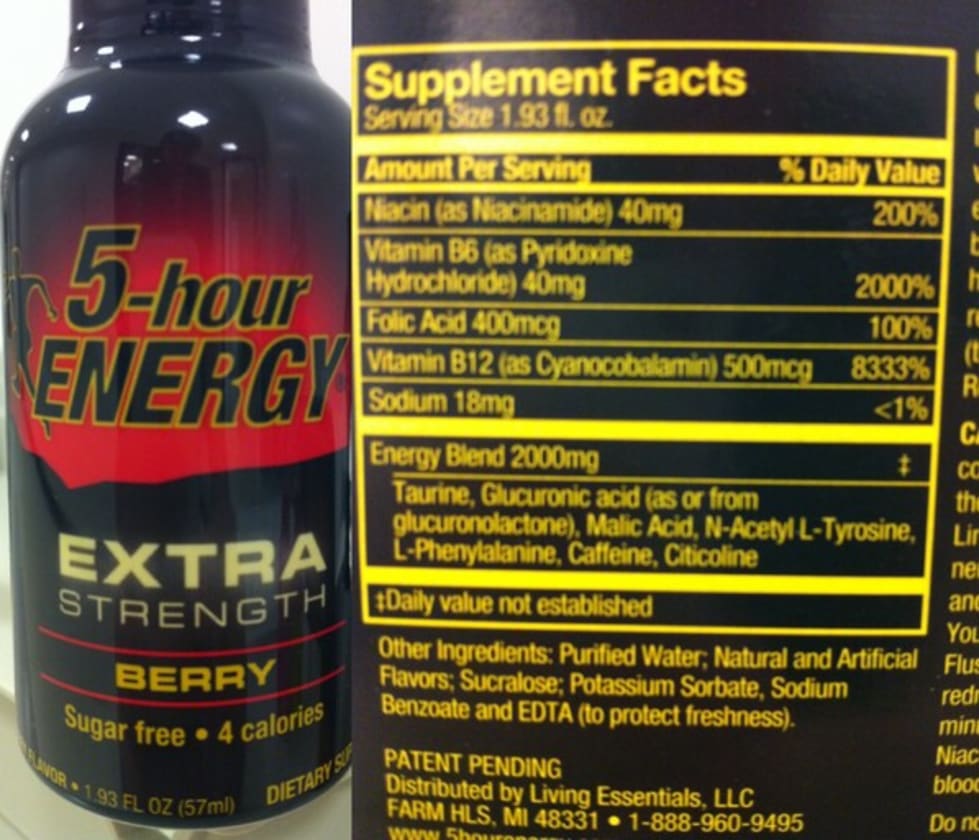 5-hour
ENERGY
EXTRA
STRENGTH
BERRY
Sugar free • 4 calories
FLAVOR • 1.93 FL OZ (57ml) DIETARY
Supplement Facts
Serving Size 1.93 fl. oz.
Amount Per Serving % Daily Value
Niacin (as Niacinamide) 40mg 200%
Vitamin B6 (as Pyridoxine
Hydrochloride) 40mg 2000%
Folic Acid 400mcg 100%
Vitamin B12 (as Cyanocobalamin) 500mcg 8333%
Sodium 18mg <1%
Energy Blend 2000mg ‡
Taurine, Glucuronic acid (as or from
glucuronolactone), Malic Acid, N-Acetyl L-Tyrosine,
L-Phenylalanine, Caffeine, Citicoline
‡Daily value not established
Other Ingredients: Purified Water; Natural and Artificial
Flavors; Sucralose; Potassium Sorbate, Sodium
Benzoate and EDTA (to protect freshness).
PATENT PENDING
Distributed by Living Essentials, LLC
FARM HLS, MI 48331 • 1-888-960-9495